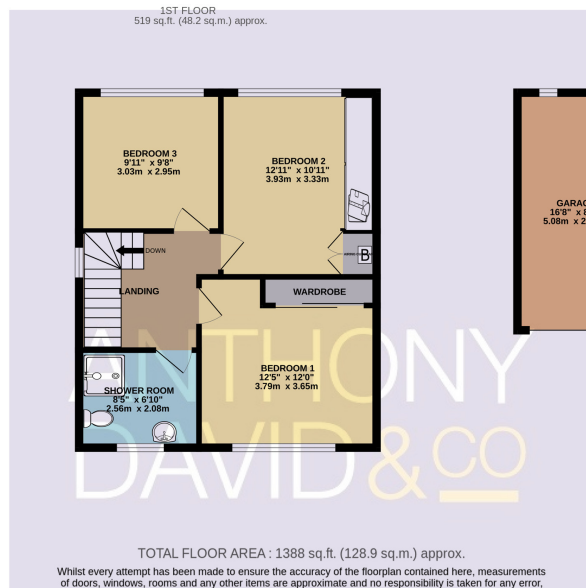 1ST FLOOR
519 sq.ft. (48.2 sq.m.) approx.
BEDROOM 3
9'11" x 9'8"
3.03m x 2.95m
BEDROOM 2
12'11" x 10'11"
3.93m x 3.33m
GARAG
16'8" x 8
5.08m x 2
DOWN
B
LANDING
WARDROBE
BEDROOM 1
12'5" x 12'0"
3.79m x 3.65m
SHOWER ROOM
8'5" x 6'10"
2.56m x 2.08m
ANTHONY
DAVID & CO
TOTAL FLOOR AREA : 1388 sq.ft. (128.9 sq.m.) approx.
Whilst every attempt has been made to ensure the accuracy of the floorplan contained here, measurements
of doors, windows, rooms and any other items are approximate and no responsibility is taken for any error,